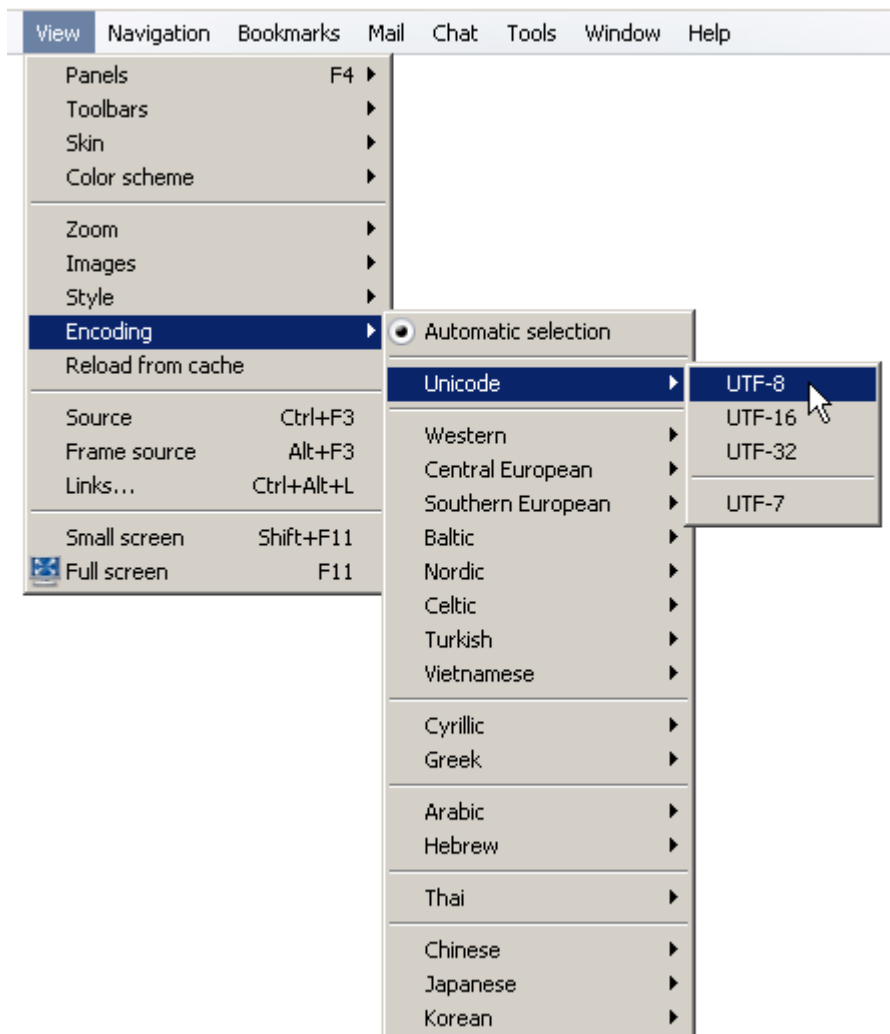 View Navigation Bookmarks Mail Chat Tools Window Help
Panels F4
Toolbars
Skin
Color scheme
Zoom
Images
Style
Encoding
Reload from cache
Source Ctrl+F3
Frame source Alt+F3
Links... Ctrl+Alt+L
Small screen Shift+F11
Full screen F11
Automatic selection
Unicode
Western
Central European
Southern European
Baltic
Nordic
Celtic
Turkish
Vietnamese
Cyrillic
Greek
Arabic
Hebrew
Thai
Chinese
Japanese
Korean
UTF-8
UTF-16
UTF-32
UTF-7